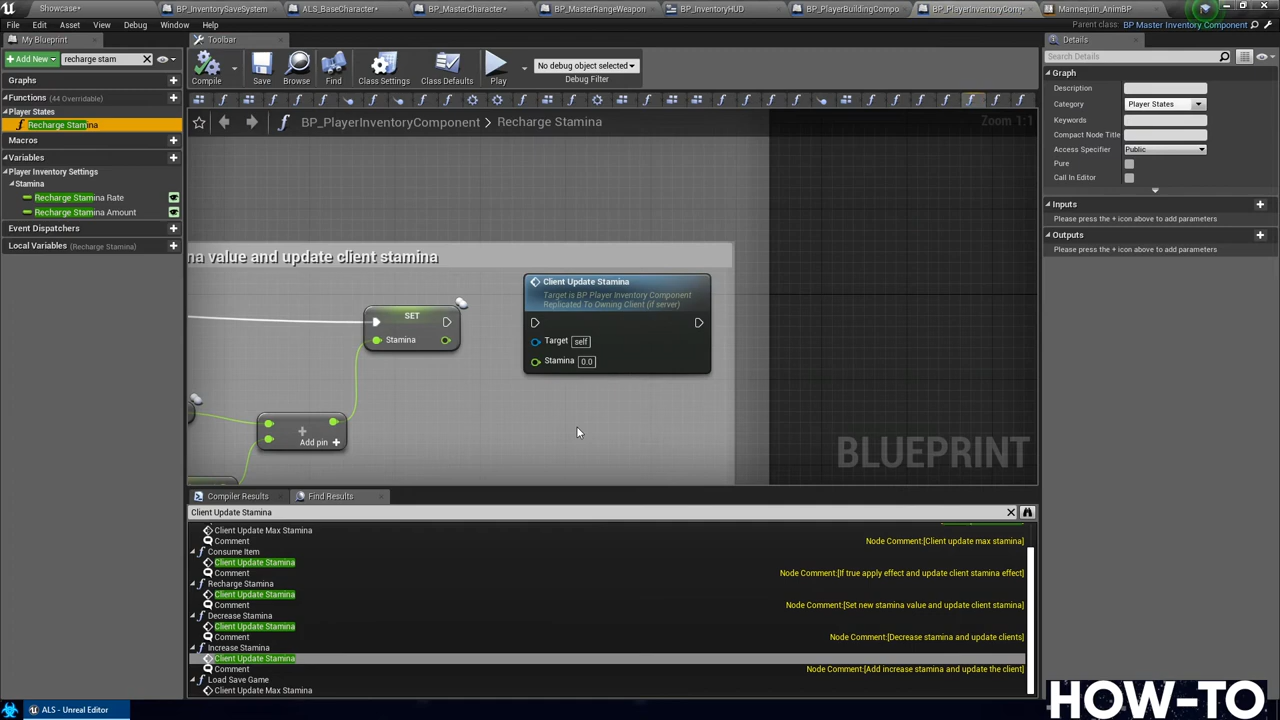 Showcase*
BP_InventorySaveSystem
ALS_BaseCharacter*
BP_MasterCharacter*
BP_MasterRangeWeapon
BP_InventoryHUD
BP_PlayerBuildingCompo
BP_PlayerInventoryComp
Mannequin_AnimBP
File Edit Asset View Debug Window Help
Parent class: BP Master Inventory Component
My Blueprint
Toolbar
Details
Add New
recharge stam
Compile
Save
Browse
Find
Class Settings
Class Defaults
Play
No debug object selected
Debug Filter
Search Details
Graphs
Functions (44 Overridable)
Player States
Recharge Stamina
Macros
Variables
Player Inventory Settings
Stamina
Recharge Stamina Rate
Recharge Stamina Amount
Event Dispatchers
Local Variables (Recharge Stamina)
BP_PlayerInventoryComponent > Recharge Stamina
Zoom 1:1
na value and update client stamina
SET
Stamina
Add pin
Client Update Stamina
Target is BP Player Inventory Component
Replicated To Owning Client (if server)
Target self
Stamina 0.0
BLUEPRINT
Graph
Description
Category Player States
Keywords
Compact Node Title
Access Specifier Public
Pure
Call In Editor
Inputs
Please press the + icon above to add parameters
Outputs
Please press the + icon above to add parameters
Compiler Results
Find Results
Client Update Stamina
Client Update Max Stamina
Comment Node Comment:[Client update max stamina]
Consume Item
Client Update Stamina
Comment Node Comment:[If true apply effect and update client stamina effect]
Recharge Stamina
Client Update Stamina
Comment Node Comment:[Set new stamina value and update client stamina]
Decrease Stamina
Client Update Stamina
Comment Node Comment:[Decrease stamina and update clients]
Increase Stamina
Client Update Stamina
Comment Node Comment:[Add increase stamina and update the client]
Load Save Game
Client Update Max Stamina
ALS - Unreal Editor
HOW-TO